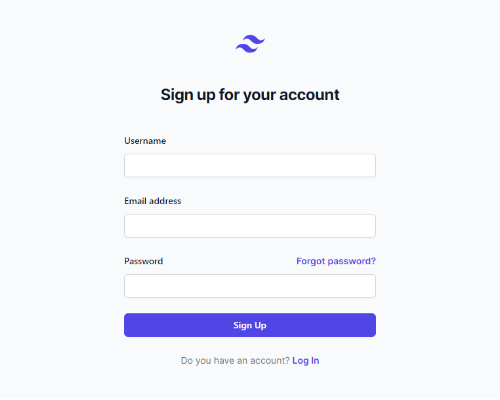 Sign up for your account
Username
Email address
Password Forgot password?
Sign Up
Do you have an account? Log In